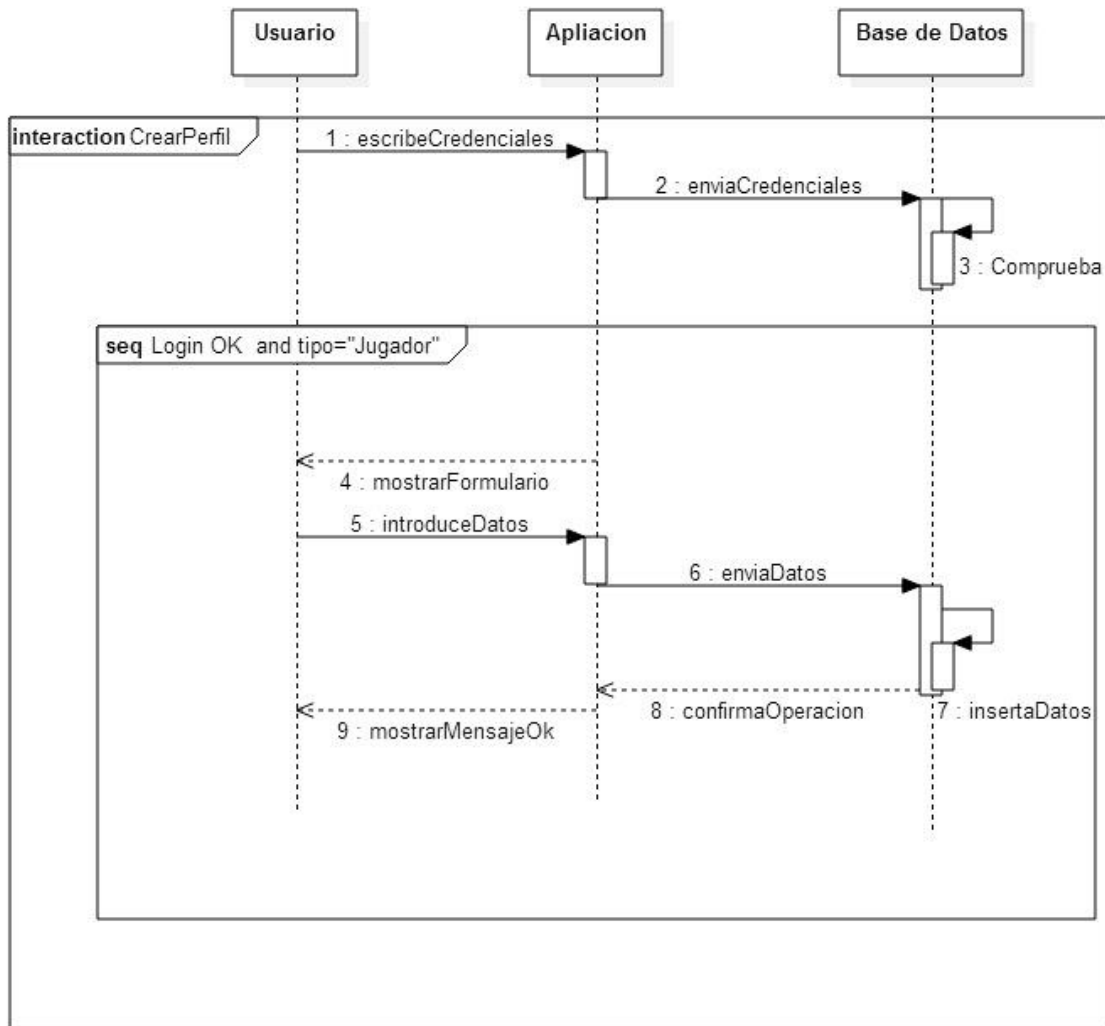 Usuario
Apliacion
Base de Datos
interaction CrearPerfil
1 : escribeCredenciales
2 : enviaCredenciales
3 : Comprueba
seq Login OK and tipo="Jugador"
4 : mostrarFormulario
5 : introduceDatos
6 : enviaDatos
8 : confirmaOperacion
7 : insertaDatos
9 : mostrarMensajeOk